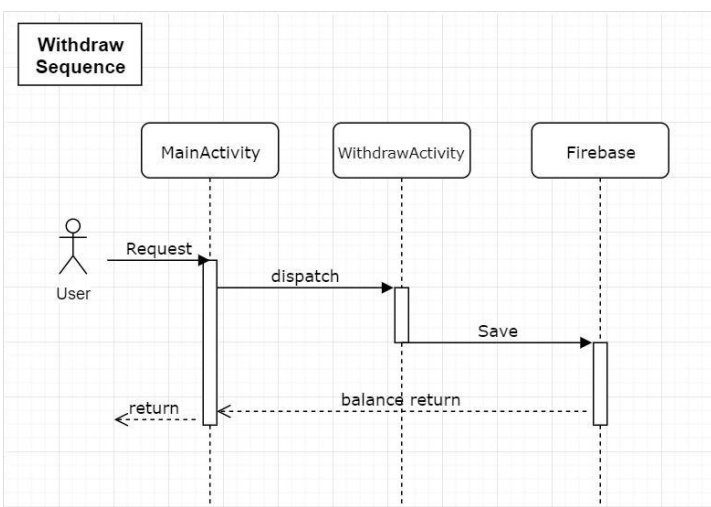 Withdraw
Sequence
MainActivity
WithdrawActivity
Firebase
Request
User
dispatch
Save
balance return
return